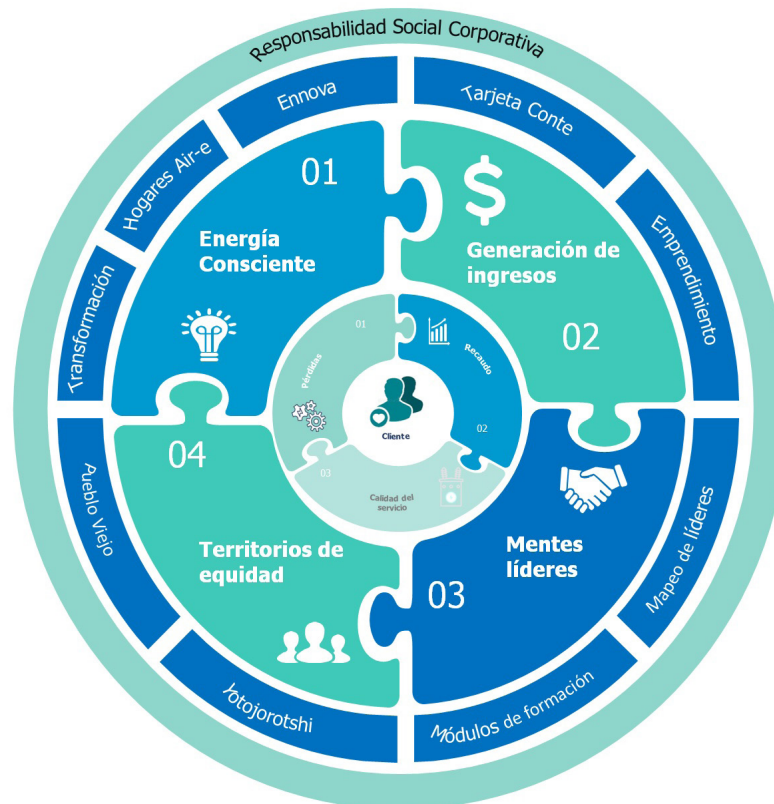 Responsabilidad Social Corporativa
Ennova
Tarjeta Conte
Hogares Air-e
Emprendimiento
Transformación
01
Energía
Consciente
$
Generación de
ingresos
02
01
Pérdidas
Recaudo
02
Cliente
03
Calidad del
servicio
04
Territorios de
equidad
Mentes
líderes
03
Pueblo Viejo
Mapeo de líderes
Yotojorotshi
Módulos de formación